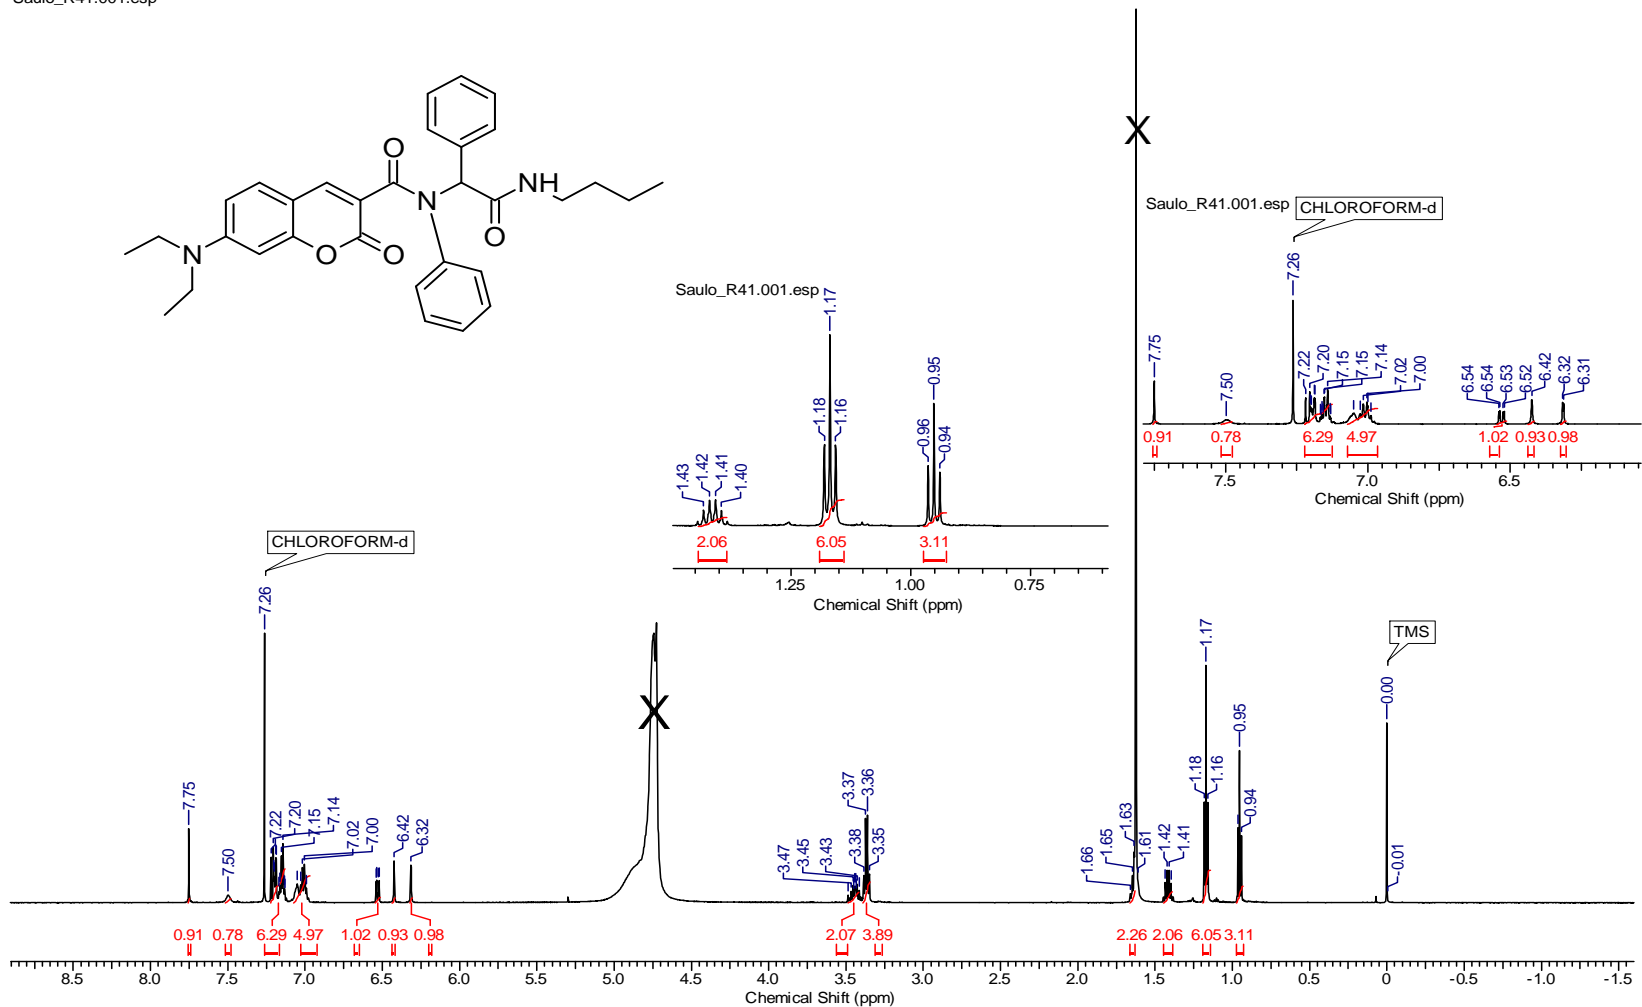 Saulo_R41.001.esp
O
N
NH
O
N
O
O
X
Saulo_R41.001.esp
CHLOROFORM-d
7.26
7.75
7.50
7.22
7.20
7.15
7.15
7.14
7.02
7.00
6.54
6.54
6.53
6.52
6.42
6.32
6.31
0.91 0.78 6.29 4.97 1.02 0.93 0.98
7.5 7.0 6.5
Chemical Shift (ppm)
Saulo_R41.001.esp
1.43
1.42
1.41
1.40
1.18
1.17
1.16
0.96
0.95
0.94
2.06 6.05 3.11
1.25 1.00 0.75
Chemical Shift (ppm)
CHLOROFORM-d
TMS
X
7.75
7.50
7.26
7.22
7.20
7.15
7.14
7.02
7.00
6.42
6.32
3.47
3.45
3.43
3.38
3.37
3.36
3.35
1.66
1.65
1.63
1.61
1.42
1.41
1.18
1.17
1.16
0.95
0.94
0.00
-0.01
0.91 0.78 6.29 4.97 1.02 0.93 0.98 2.07 3.89 2.26 2.06 6.05 3.11
8.5 8.0 7.5 7.0 6.5 6.0 5.5 5.0 4.5 4.0 3.5 3.0 2.5 2.0 1.5 1.0 0.5 0 -0.5 -1.0 -1.5
Chemical Shift (ppm)